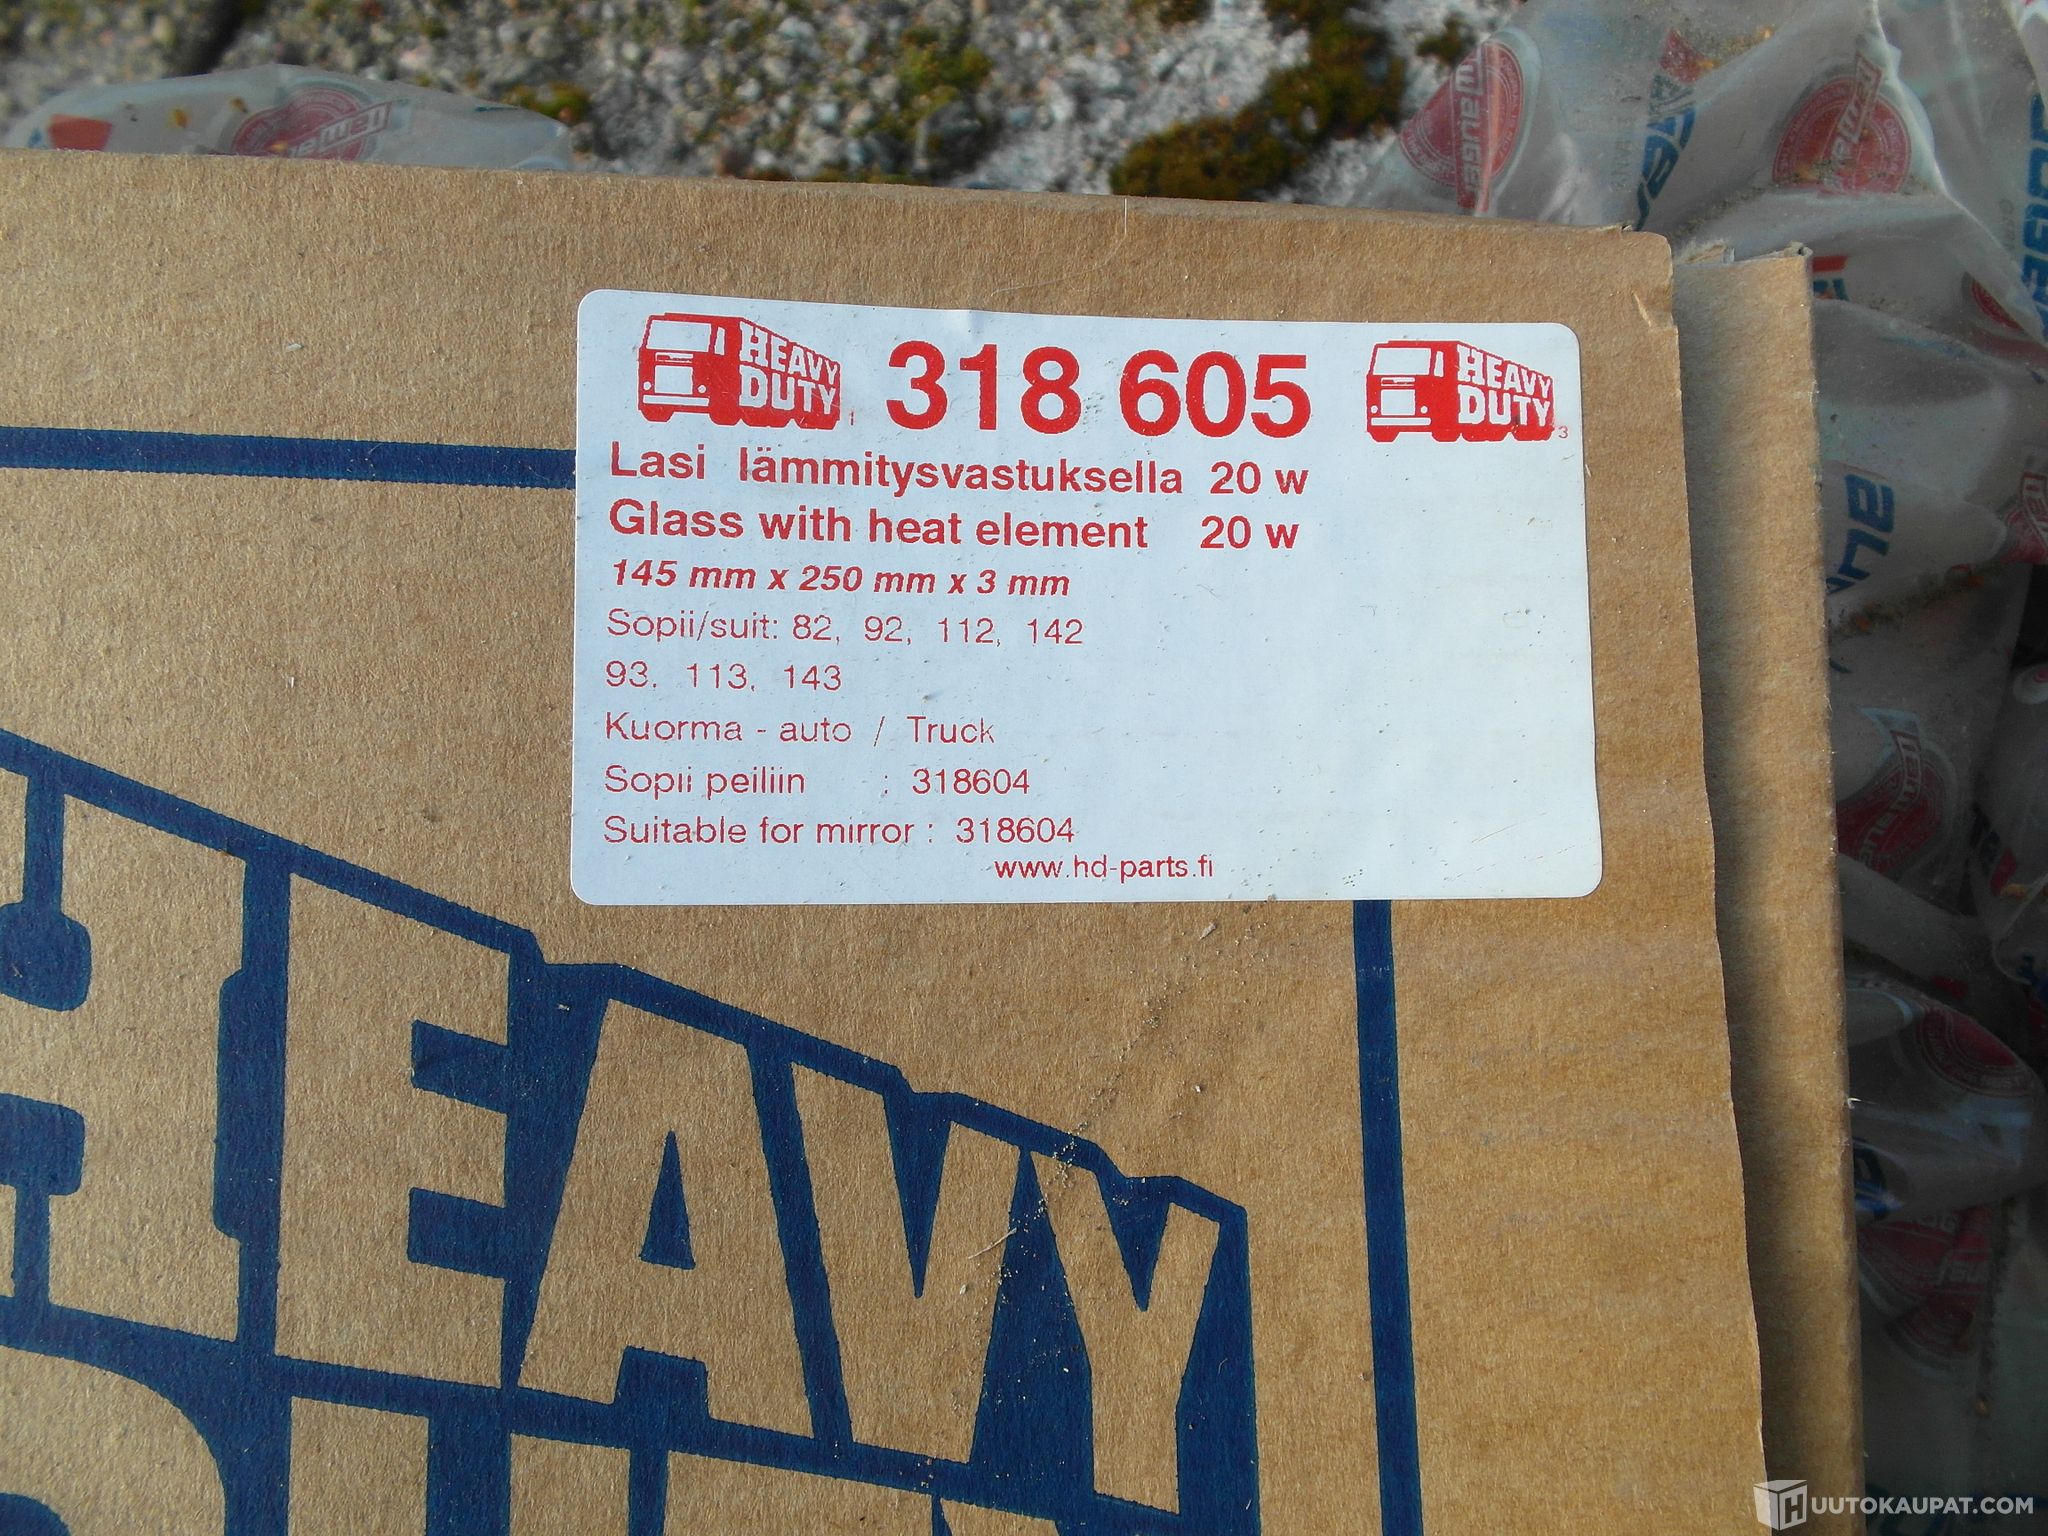 HEAVY DUTY 1 318 605 HEAVY DUTY 3
Lasi lämmitysvastuksella 20 w
Glass with heat element 20 w
145 mm x 250 mm x 3 mm
Sopii/suit: 82, 92, 112, 142
93, 113, 143
Kuorma - auto / Truck
Sopii peiliin : 318604
Suitable for mirror : 318604
www.hd-parts.fi
HEAVY
HUUTOKAUPAT.COM